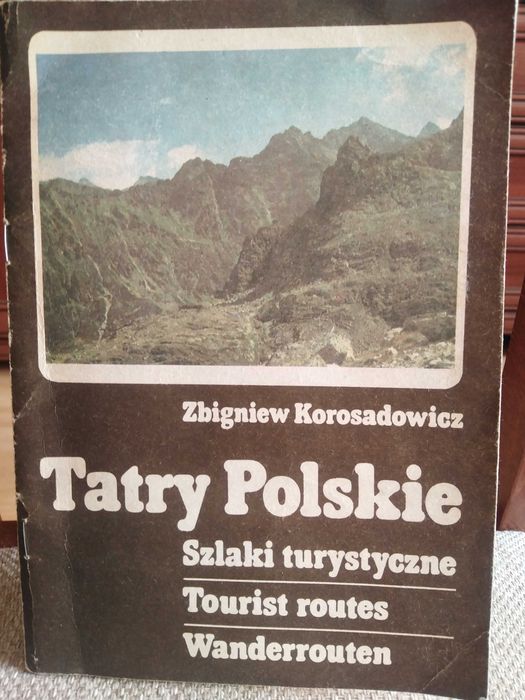 Zbigniew Korosadowicz
Tatry Polskie
Szlaki turystyczne
Tourist routes
Wanderrouten